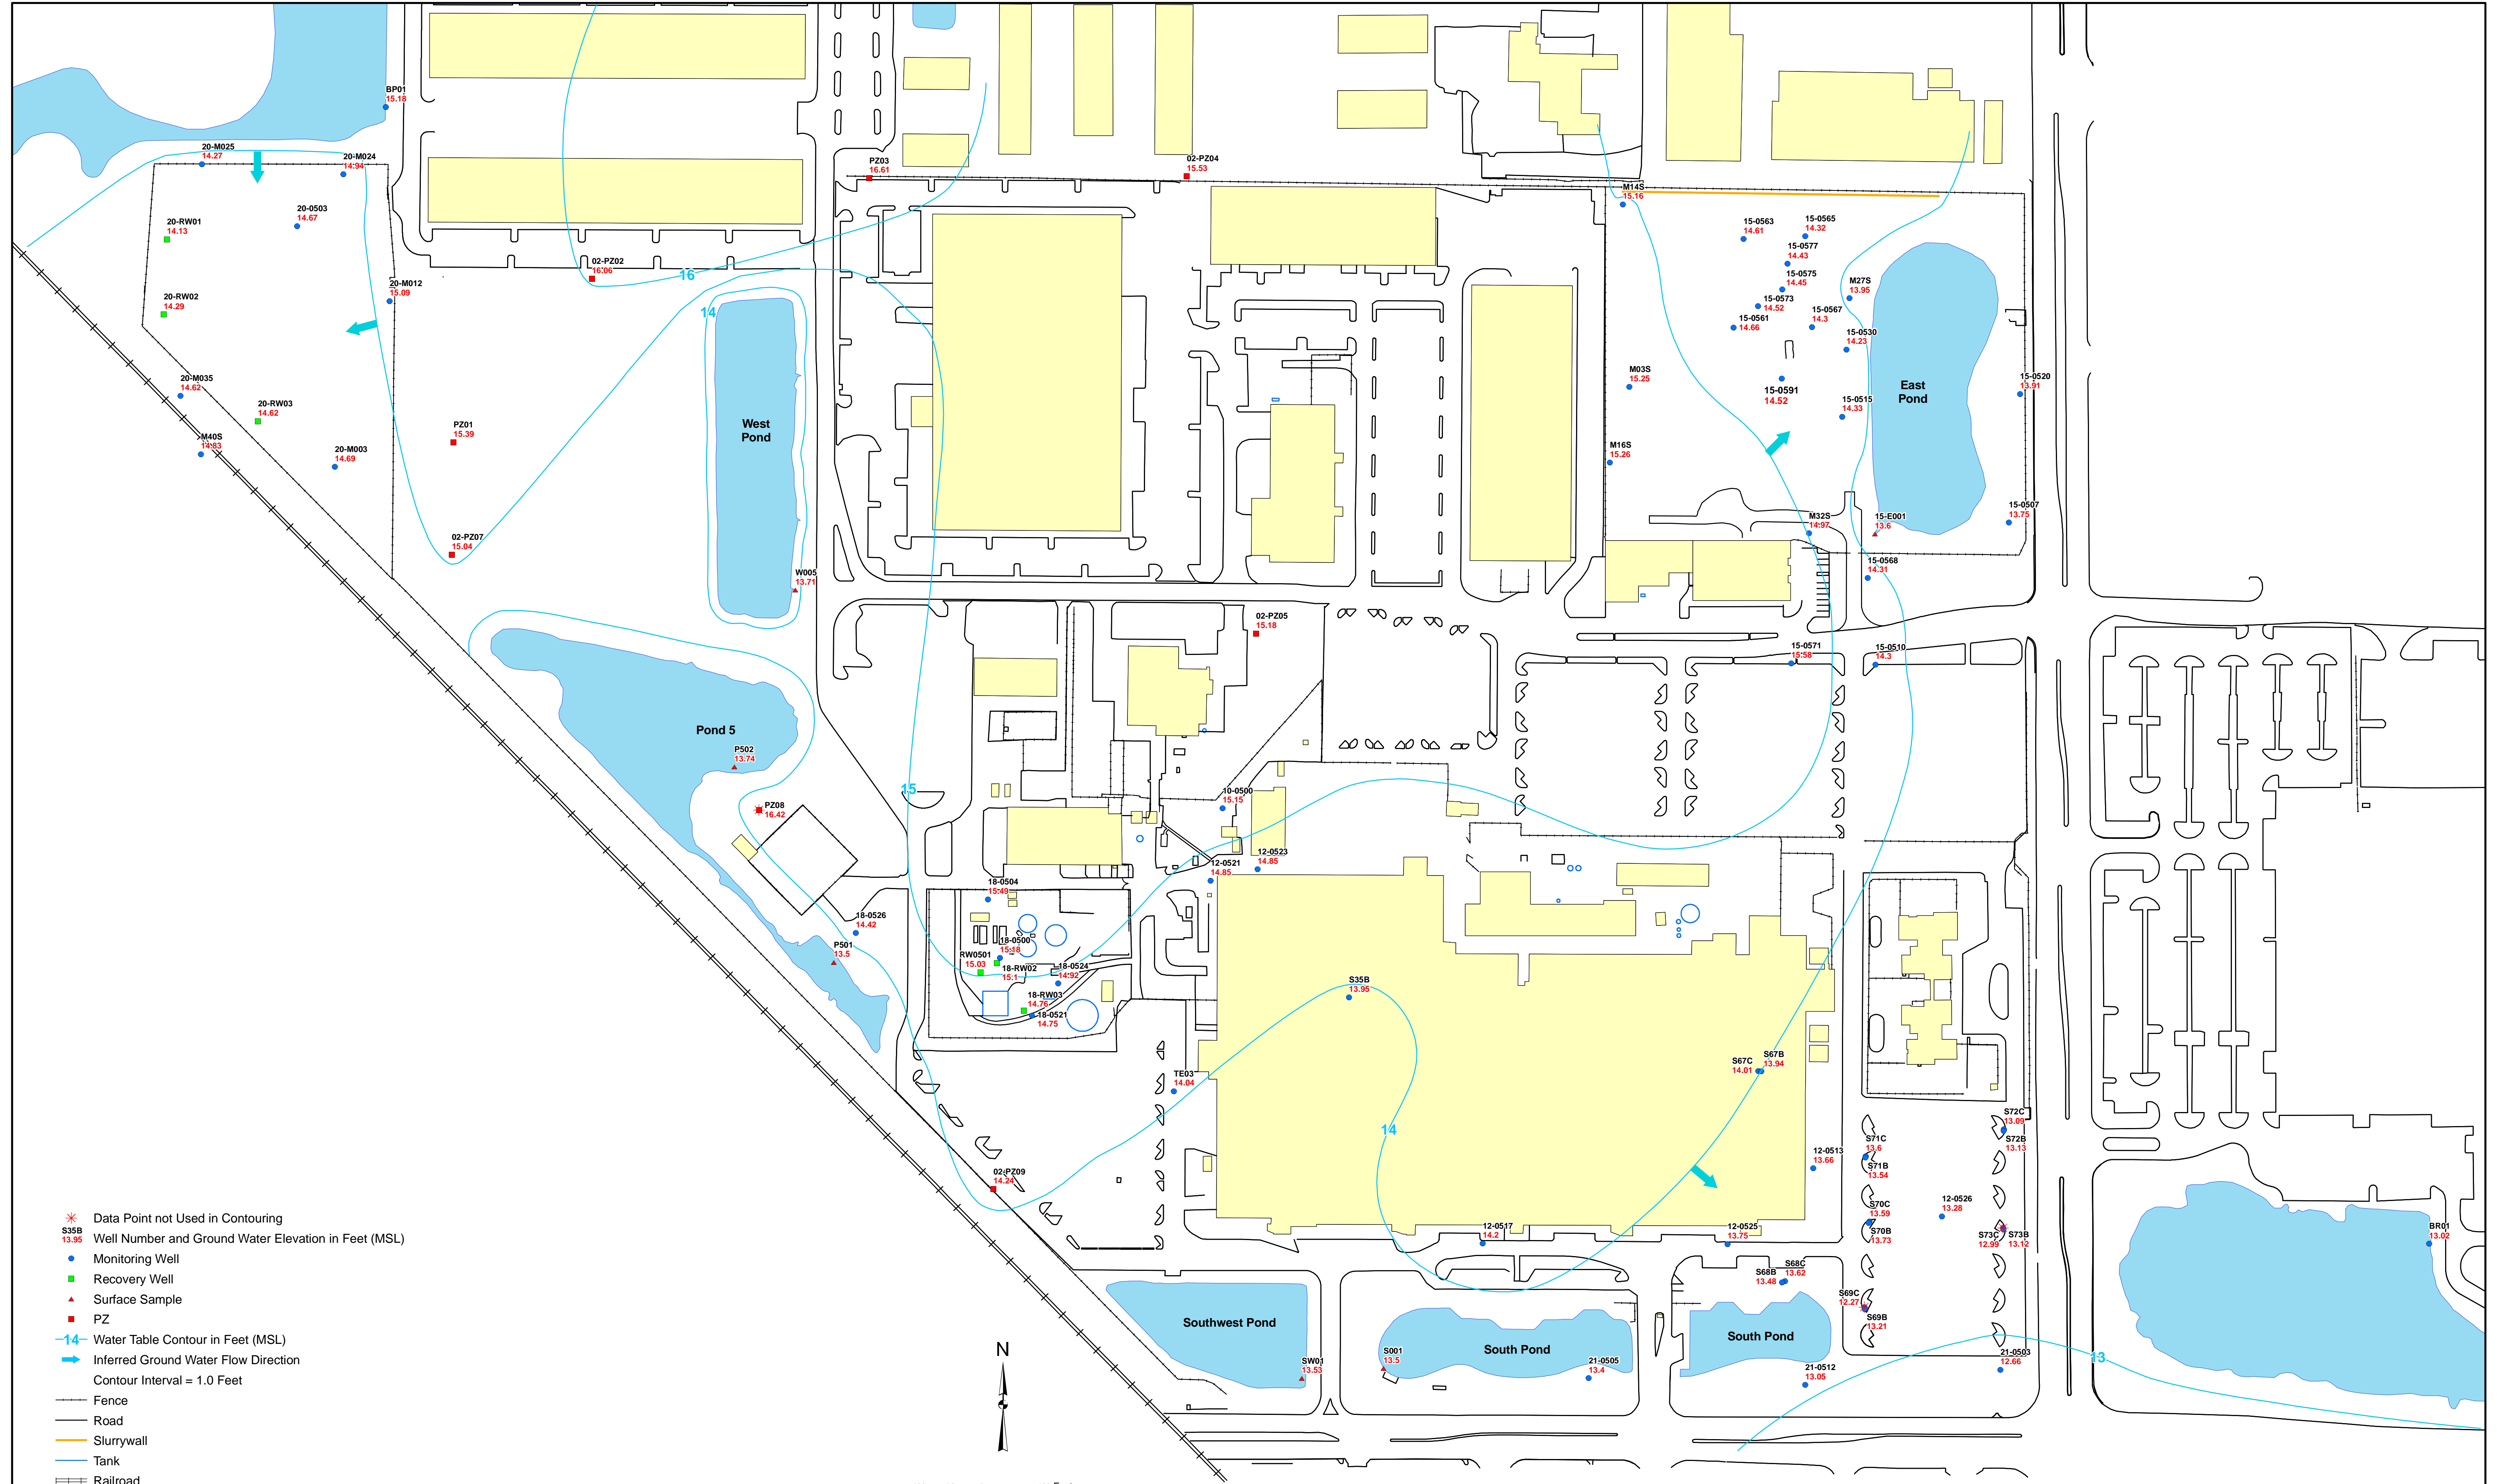 BP01
15.18
20-M025
14.27
20-M024
14.94
PZ03
16.61
02-PZ04
15.53
M14S
15.16
20-RW01
14.13
20-0503
14.67
15-0563
14.61
15-0565
14.32
15-0577
14.43
02-PZ02
16.06
16
15-0575
14.45
20-M012
15.09
M27S
13.95
20-RW02
14.29
14
15-0573
14.52
15-0567
14.3
15-0561
14.66
15-0530
14.23
20-M035
14.62
M03S
15.25
15-0591
14.52
East
Pond
15-0520
13.91
20-RW03
14.62
15-0515
14.33
West
Pond
PZ01
15.39
M40S
14.83
20-M003
14.69
M16S
15.26
15-0507
13.75
M32S
14.97
15-E001
13.6
02-PZ07
15.04
W005
13.71
15-0568
14.31
02-PZ05
15.18
15-0571
15.58
15-0510
14.3
Pond 5
P502
13.74
15
10-0500
15.15
PZ08
16.42
12-0521
14.85
12-0523
14.85
18-0504
15.49
18-0526
14.42
P501
13.5
18-0500
15.18
RW0501
15.03
18-RW02
15.1
18-0524
14.92
S35B
13.95
18-RW03
14.76
18-0521
14.75
S67C
14.01
S67B
13.94
TE03
14.04
S72C
13.09
14
S72B
13.13
S71C
13.6
12-0513
13.66
S71B
13.54
02-PZ09
14.24
S70C
13.59
12-0526
13.28
12-0517
14.2
12-0525
13.75
S70B
13.73
S73C
12.99
S73B
13.12
BR01
13.02
S68B
13.48
S68C
13.62
S69C
12.27
S69B
13.21
Southwest Pond
South Pond
South Pond
SW01
13.53
S001
13.5
21-0505
13.4
21-0512
13.05
21-0503
12.66
13
N
Data Point not Used in Contouring
S35B
13.95
Well Number and Ground Water Elevation in Feet (MSL)
Monitoring Well
Recovery Well
Surface Sample
PZ
14
Water Table Contour in Feet (MSL)
Inferred Ground Water Flow Direction
Contour Interval = 1.0 Feet
Fence
Road
Slurrywall
Tank
Railroad